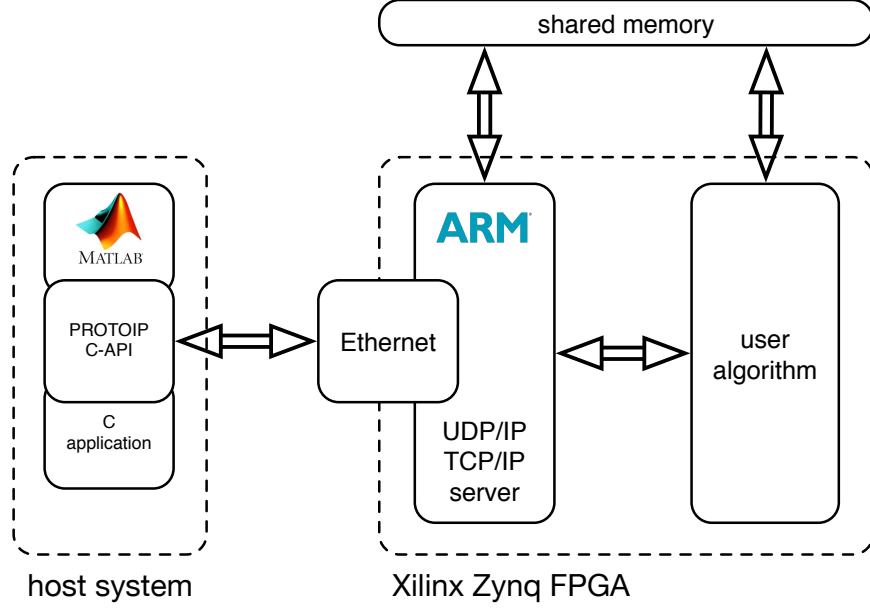 shared memory
MATLAB
PROTOIP
C-API
C
application
Ethernet
ARM
UDP/IP
TCP/IP
server
user
algorithm
host system
Xilinx Zynq FPGA